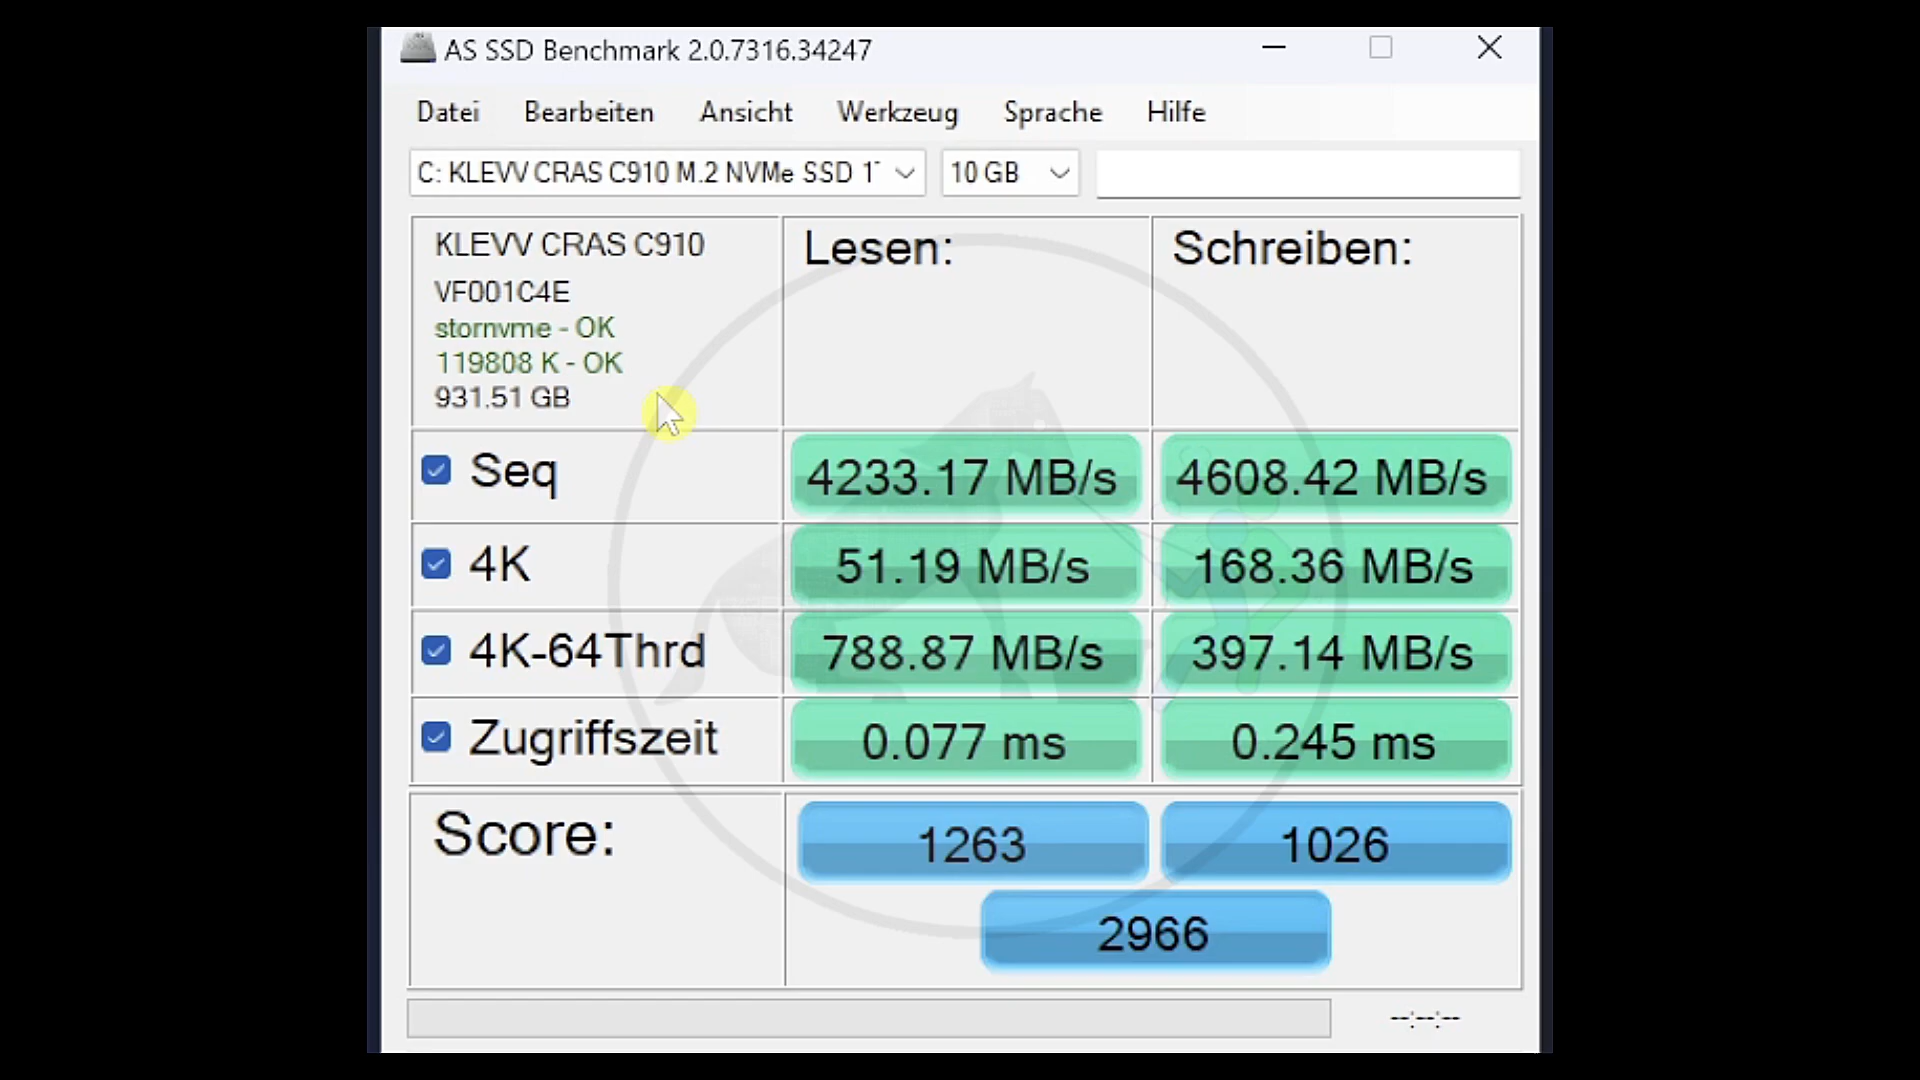 AS SSD Benchmark 2.0.7316.34247
Datei Bearbeiten Ansicht Werkzeug Sprache Hilfe
C: KLEVV CRAS C910 M.2 NVMe SSD 1T 10 GB
KLEVV CRAS C910
VF001C4E
stornvme - OK
119808 K - OK
931.51 GB
Lesen: Schreiben:
Seq 4233.17 MB/s 4608.42 MB/s
4K 51.19 MB/s 168.36 MB/s
4K-64Thrd 788.87 MB/s 397.14 MB/s
Zugriffszeit 0.077 ms 0.245 ms
Score: 1263 1026
2966
--:--:--